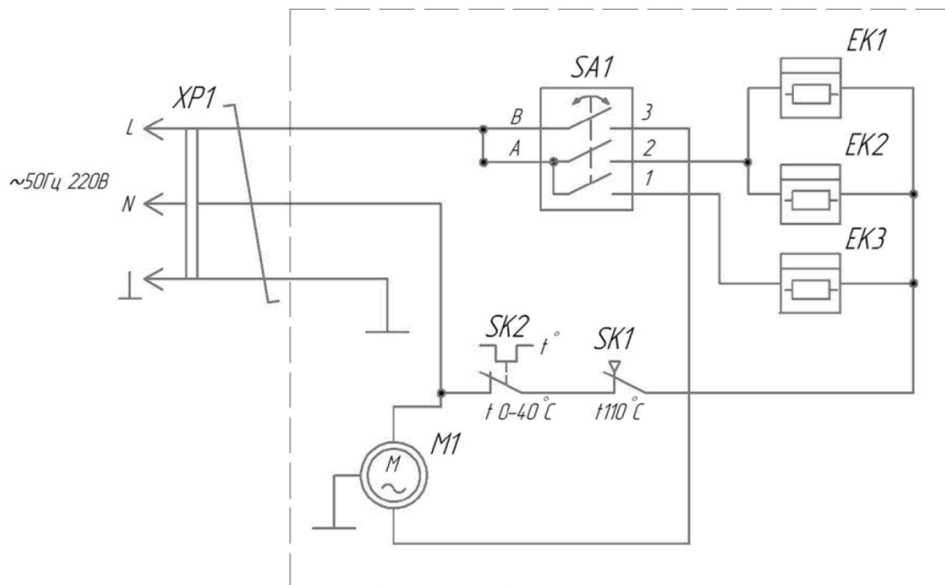 EK1
SA1
XP1
L
B
3
A
2
EK2
~50Гц 220В
N
1
EK3
SK2
t°
SK1
t 0-40°C
t110°C
M1
M